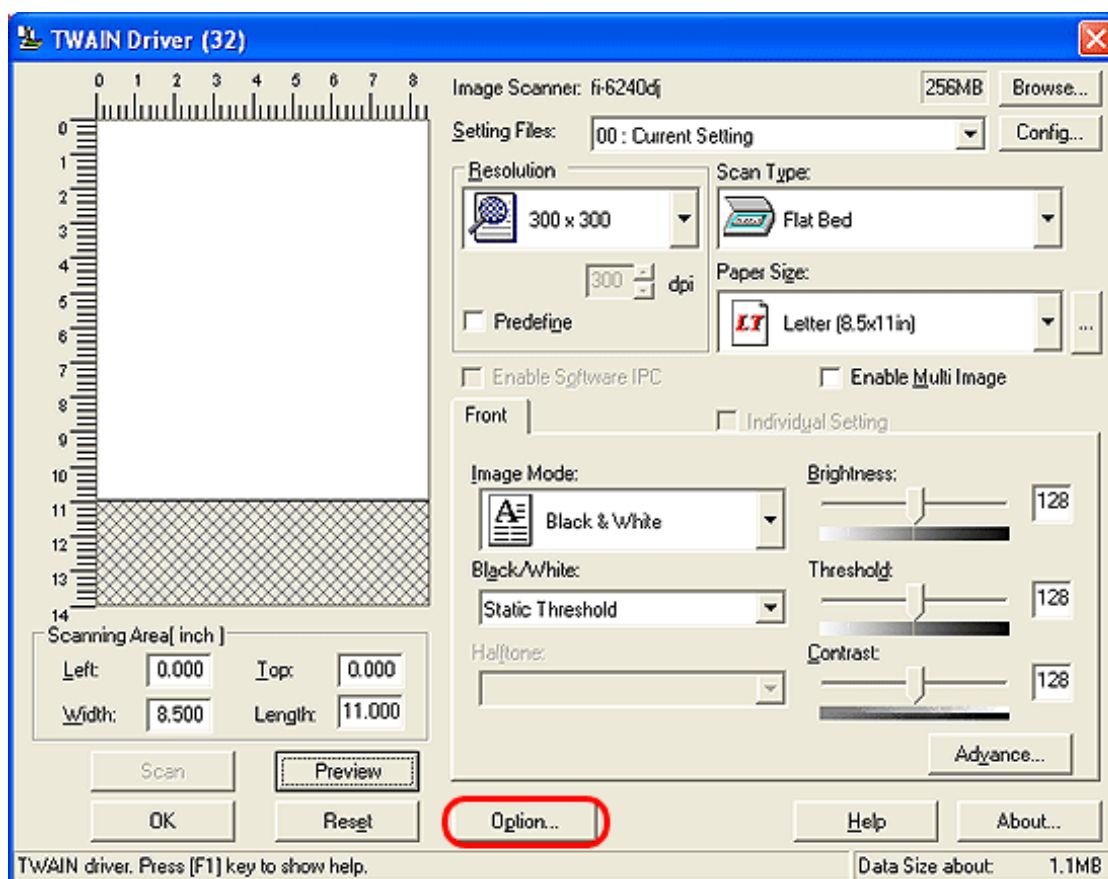 TWAIN Driver (32)
0 1 2 3 4 5 6 7 8
Image Scanner: fi-6240dj 256MB Browse...
Setting Files: 00 : Current Setting Config...
0
1
2
3
4
5
6
7
8
9
10
11
12
13
14
Resolution
300 x 300
300 dpi
Predefine
Scan Type:
Flat Bed
Paper Size:
LT Letter (8.5x11in) ...
Enable Software IPC Enable Multi Image
Front Individual Setting
Image Mode: Brightness:
A Black & White 128
Black/White: Threshold:
Static Threshold 128
Halftone: Contrast:
128
Advance...
Scanning Area[ inch ]
Left: 0.000 Top: 0.000
Width: 8.500 Length: 11.000
Scan Preview
OK Reset Option... Help About...
TWAIN driver. Press [F1] key to show help. Data Size about: 1.1MB